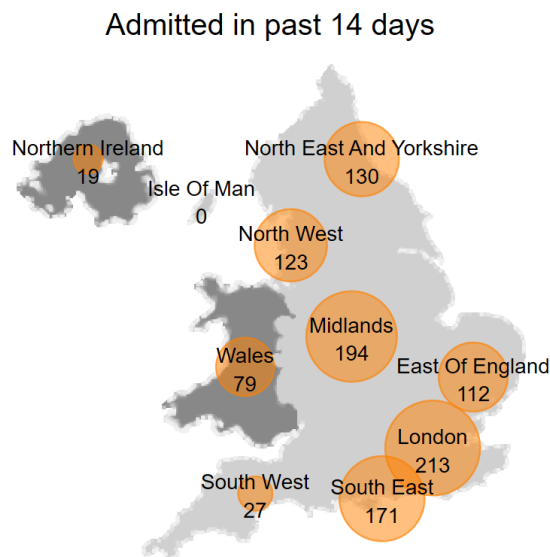 Admitted in past 14 days
Northern Ireland
19
North East And Yorkshire
130
Isle Of Man
0
North West
123
Midlands
194
Wales
79
East Of England
112
London
213
South West
27
South East
171